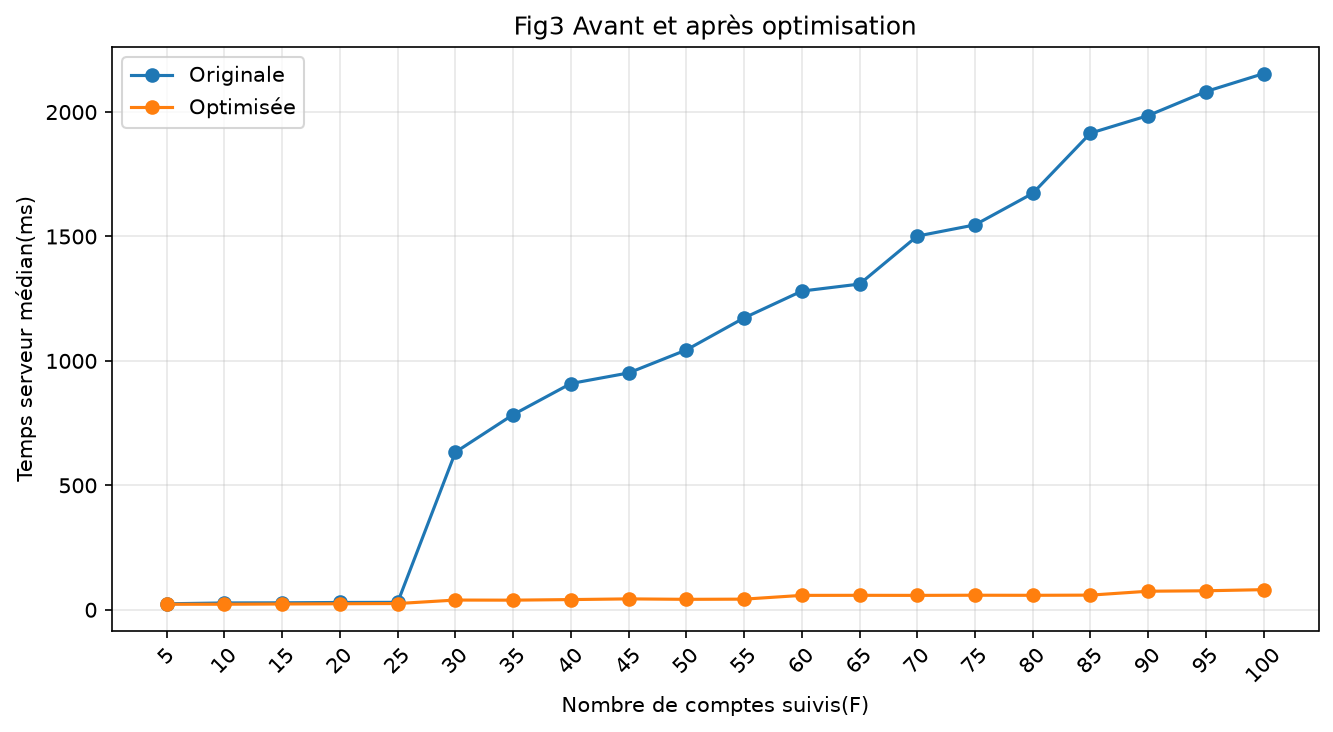 Fig3 Avant et après optimisation
Originale
Optimisée
Temps serveur médian(ms)
2000
1500
1000
500
0
5 10 15 20 25 30 35 40 45 50 55 60 65 70 75 80 85 90 95 100
Nombre de comptes suivis(F)